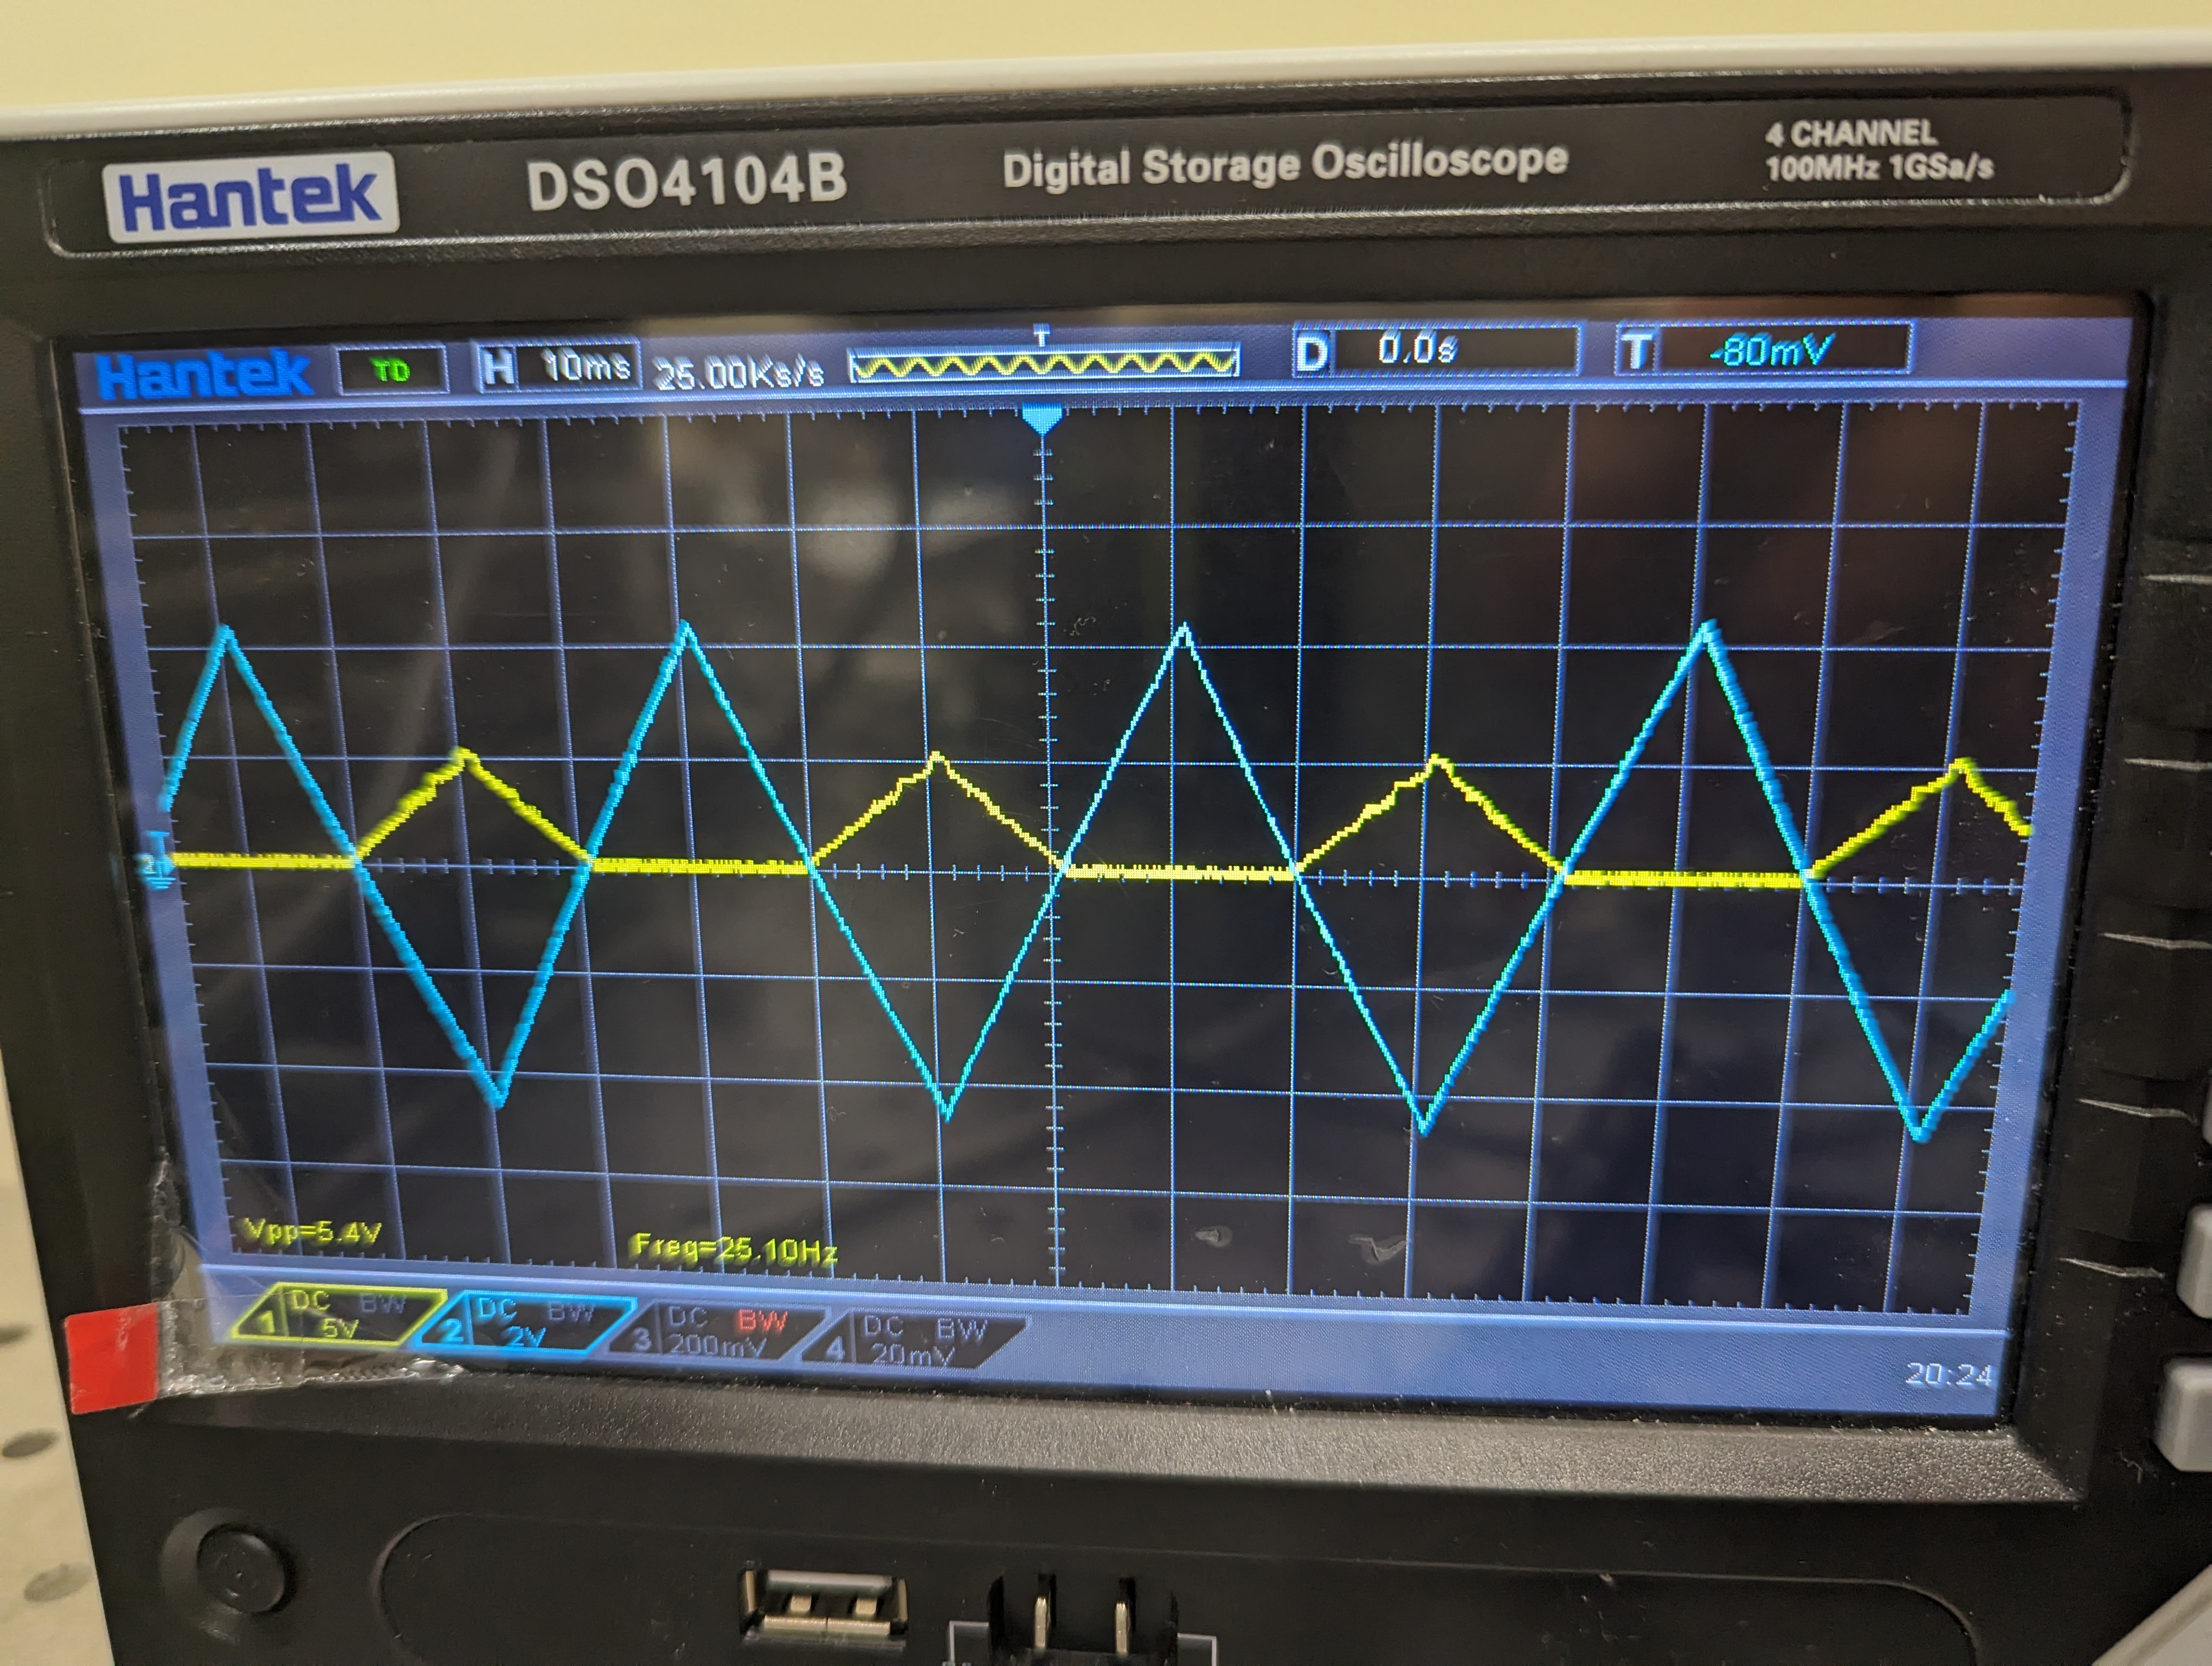 Hantek DSO4104B Digital Storage Oscilloscope 4 CHANNEL
100MHz 1GSa/s
Hantek TD H 10ms 25.00Ks/s T D 0.0s T -80mV
T
2
Vpp=5.4V Freq=25.10Hz
1 DC BW 5V 2 DC BW 2V 3 DC BW 200mV 4 DC BW 20mV
20:24